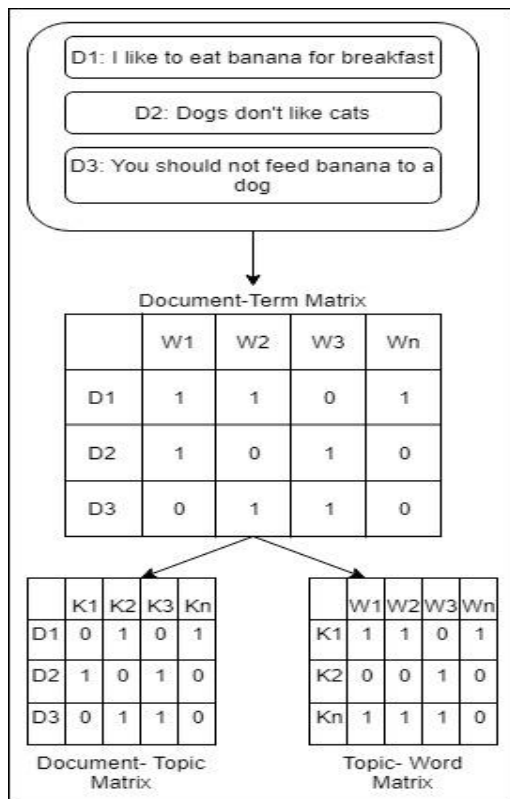 D1: I like to eat banana for breakfast
D2: Dogs don't like cats
D3: You should not feed banana to a
dog
Document-Term Matrix
W1 W2 W3 Wn
D1 1 1 0 1
D2 1 0 1 0
D3 0 1 1 0
K1 K2 K3 Kn
D1 0 1 0 1
D2 1 0 1 0
D3 0 1 1 0
Document- Topic
Matrix
W1 W2 W3 Wn
K1 1 1 0 1
K2 0 0 1 0
Kn 1 1 1 0
Topic- Word
Matrix